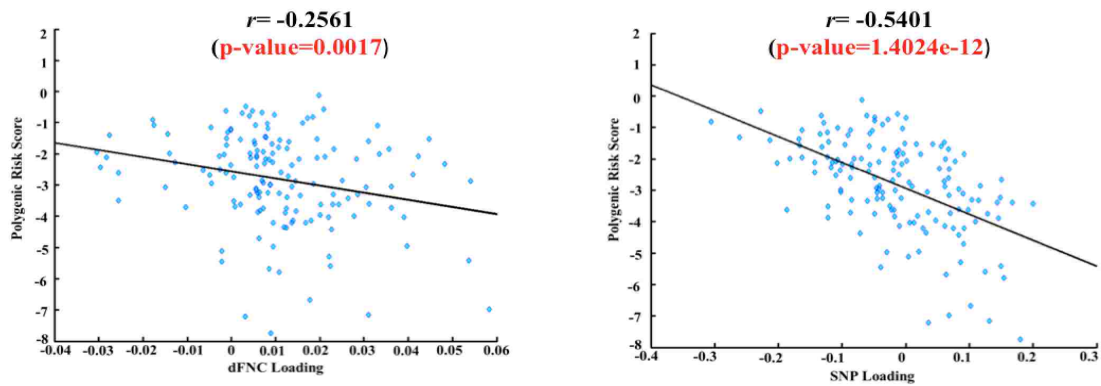 r= -0.2561
(p-value=0.0017)
2
1
0
-1
-2
-3
-4
-5
-6
-7
-8
Polygenic Risk Score
-0.04 -0.03 -0.02 -0.01 0 0.01 0.02 0.03 0.04 0.05 0.06
dFNC Loading
r= -0.5401
(p-value=1.4024e-12)
2
1
0
-1
-2
-3
-4
-5
-6
-7
-8
Polygenic Risk Score
-0.4 -0.3 -0.2 -0.1 0 0.1 0.2 0.3
SNP Loading